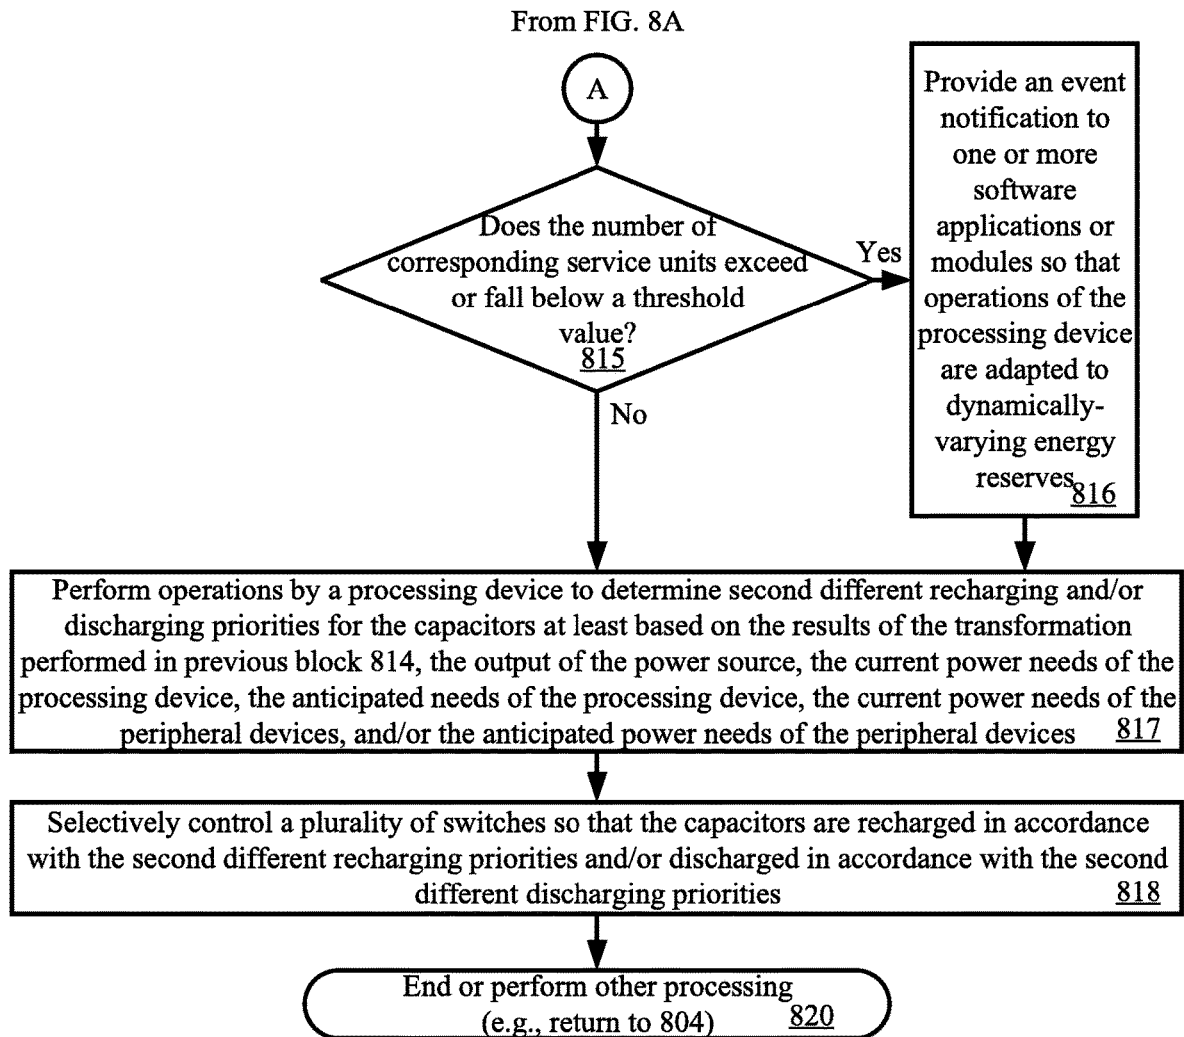 From FIG. 8A
A
Does the number of
corresponding service units exceed
or fall below a threshold
value?
815
Yes
No
Provide an event
notification to
one or more
software
applications or
modules so that
operations of the
processing device
are adapted to
dynamically-
varying energy
reserves
816
Perform operations by a processing device to determine second different recharging and/or
discharging priorities for the capacitors at least based on the results of the transformation
performed in previous block 814, the output of the power source, the current power needs of the
processing device, the anticipated needs of the processing device, the current power needs of the
peripheral devices, and/or the anticipated power needs of the peripheral devices 817
Selectively control a plurality of switches so that the capacitors are recharged in accordance
with the second different recharging priorities and/or discharged in accordance with the second
different discharging priorities 818
End or perform other processing
(e.g., return to 804) 820